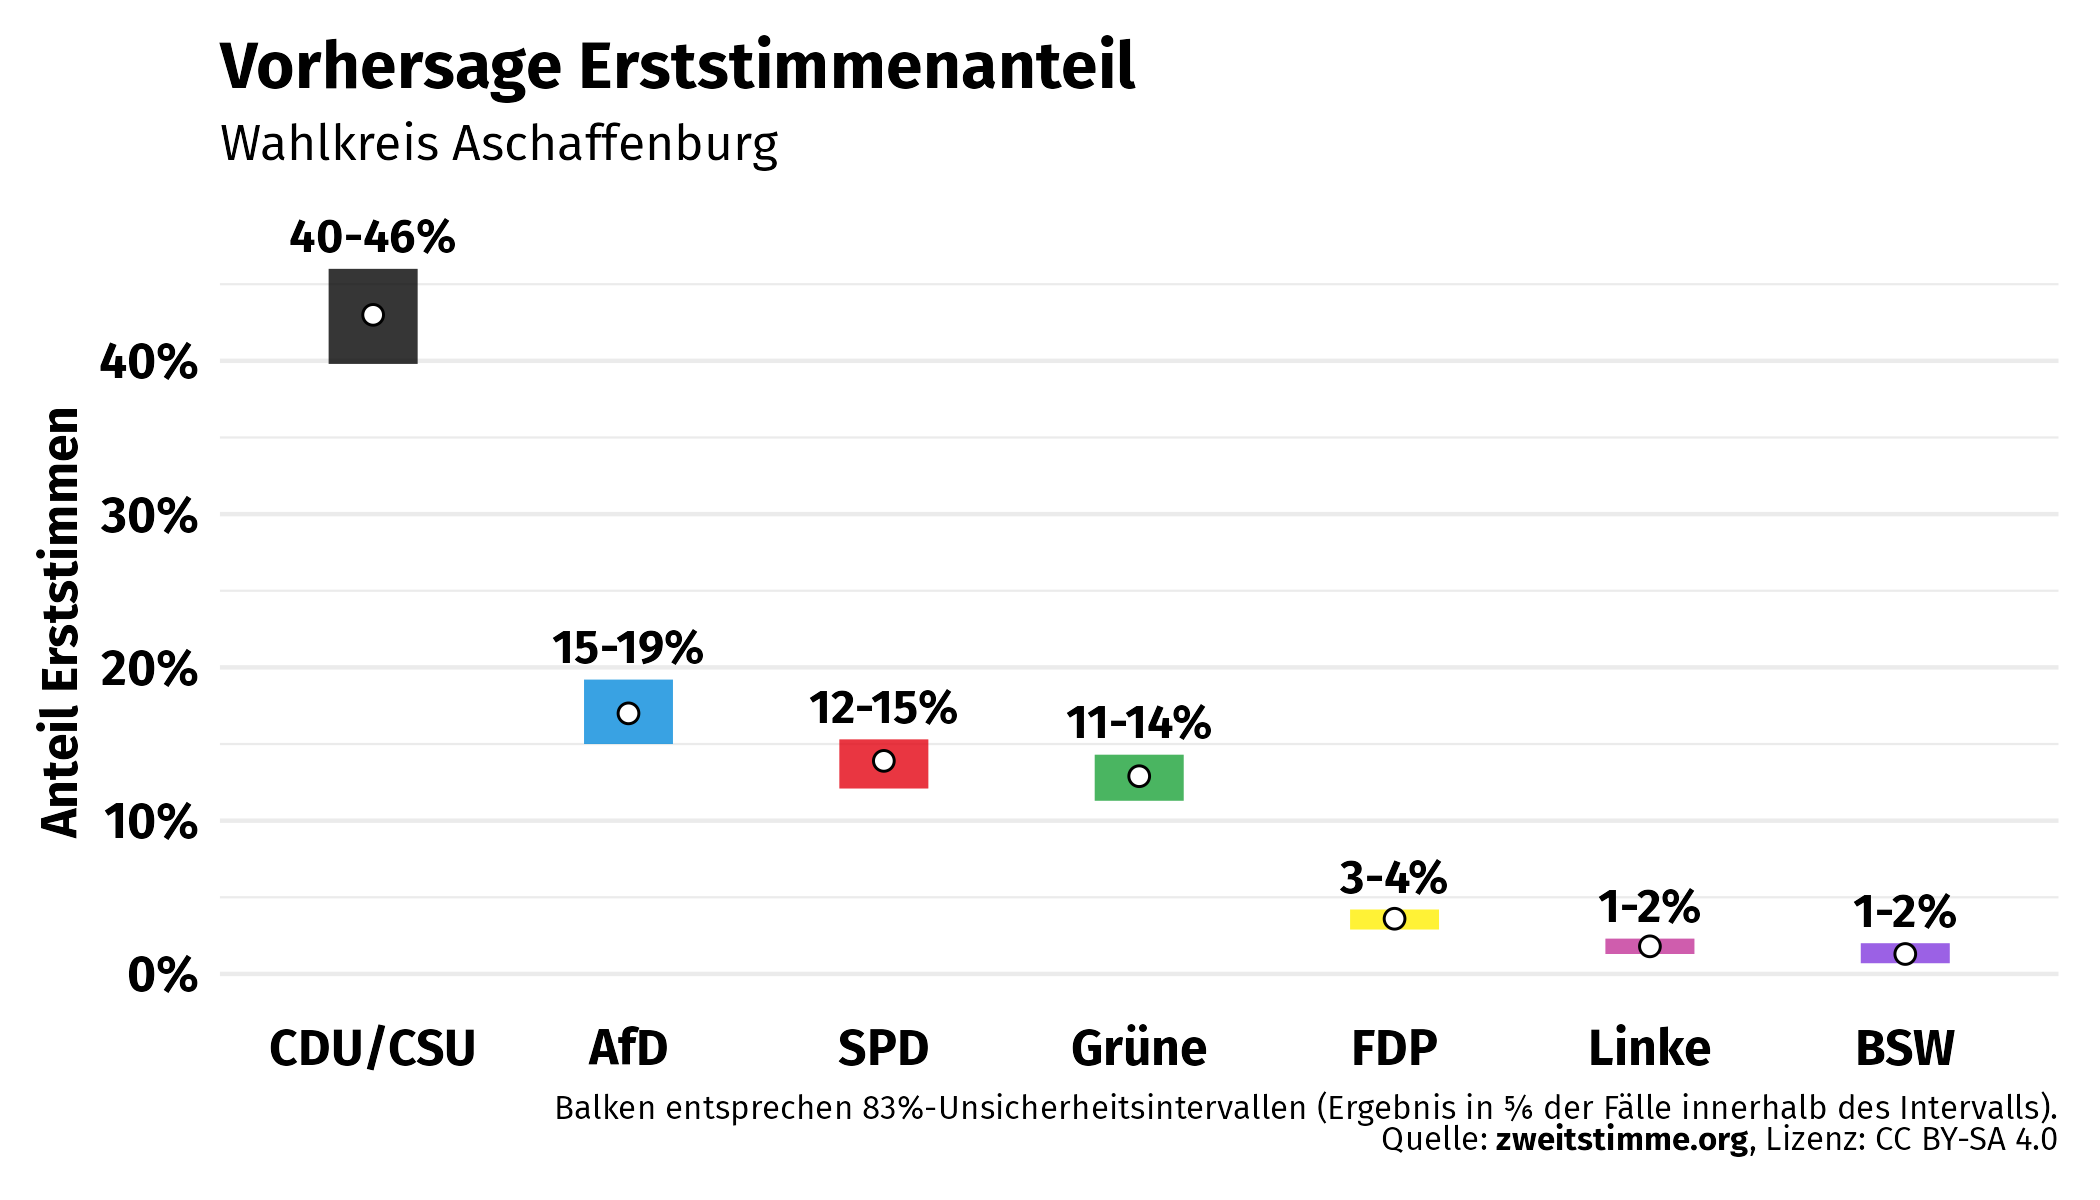 Vorhersage Erststimmenanteil
Wahlkreis Aschaffenburg
Anteil Erststimmen
40%
30%
20%
10%
0%
40-46%
15-19%
12-15%
11-14%
3-4%
1-2%
1-2%
CDU/CSU
AfD
SPD
Grüne
FDP
Linke
BSW
Balken entsprechen 83%-Unsicherheitsintervallen (Ergebnis in ⅚ der Fälle innerhalb des Intervalls).
Quelle: zweitstimme.org, Lizenz: CC BY-SA 4.0